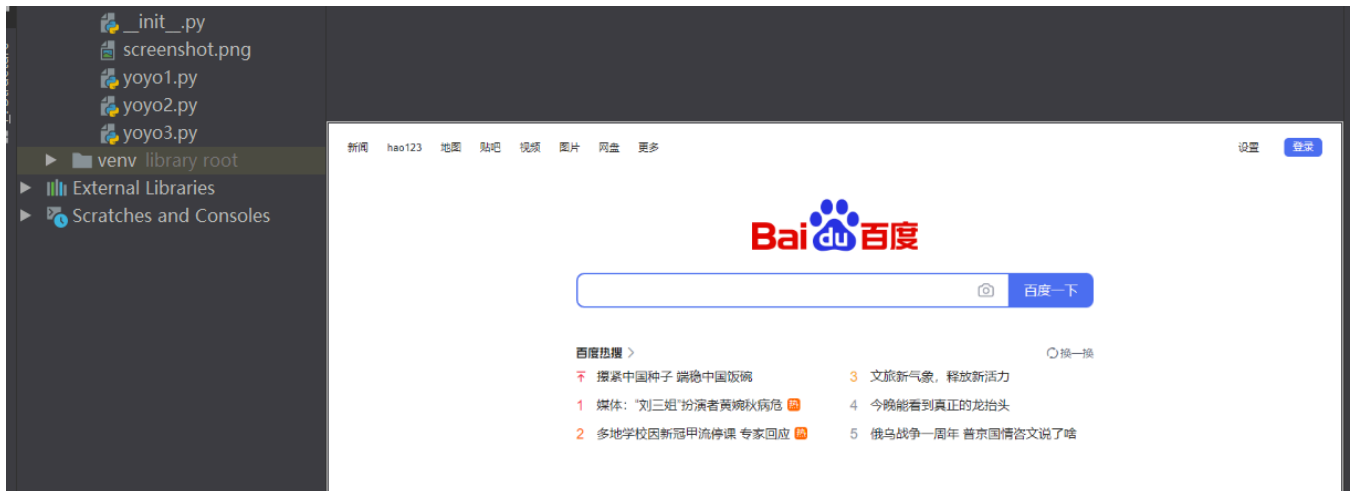 __init__.py
screenshot.png
yoyo1.py
yoyo2.py
yoyo3.py
venv library root
External Libraries
Scratches and Consoles
新闻 hao123 地图 贴吧 视频 图片 网盘 更多 设置 登录
Bai du 百度
百度一下
百度热搜 换一换
攥紧中国种子 端稳中国饭碗
3 文旅新气象，释放新活力
1 媒体：“刘三姐”扮演者黄婉秋病危 热
4 今晚能看到真正的龙抬头
2 多地学校因新冠甲流停课 专家回应 热
5 俄乌战争一周年 普京国情咨文说了啥